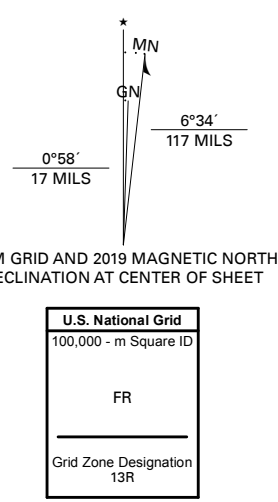 ★
MN
GN
6°34´
117 MILS
0°58´
17 MILS
M GRID AND 2019 MAGNETIC NORTH
ECLINATION AT CENTER OF SHEET
U.S. National Grid
100,000 - m Square ID
FR
Grid Zone Designation
13R